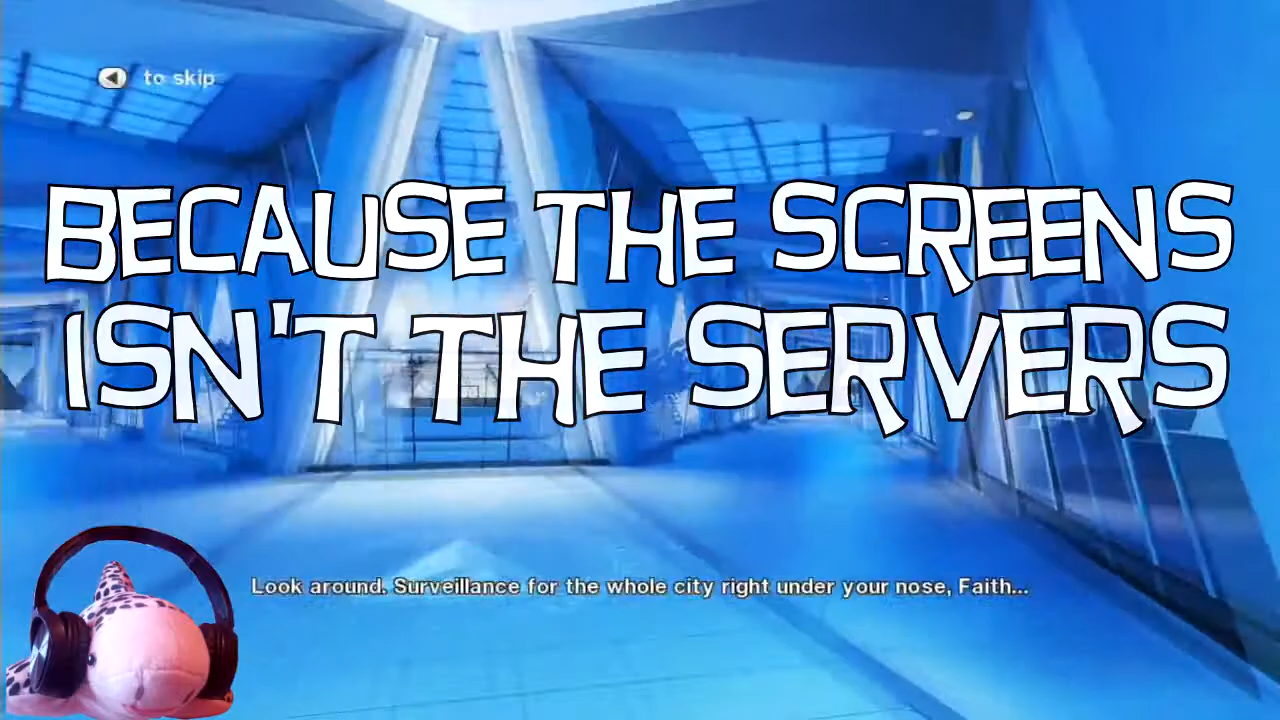 to skip
BECAUSE THE SCREENS
ISN'T THE SERVERS
Look around. Surveillance for the whole city right under your nose, Faith...